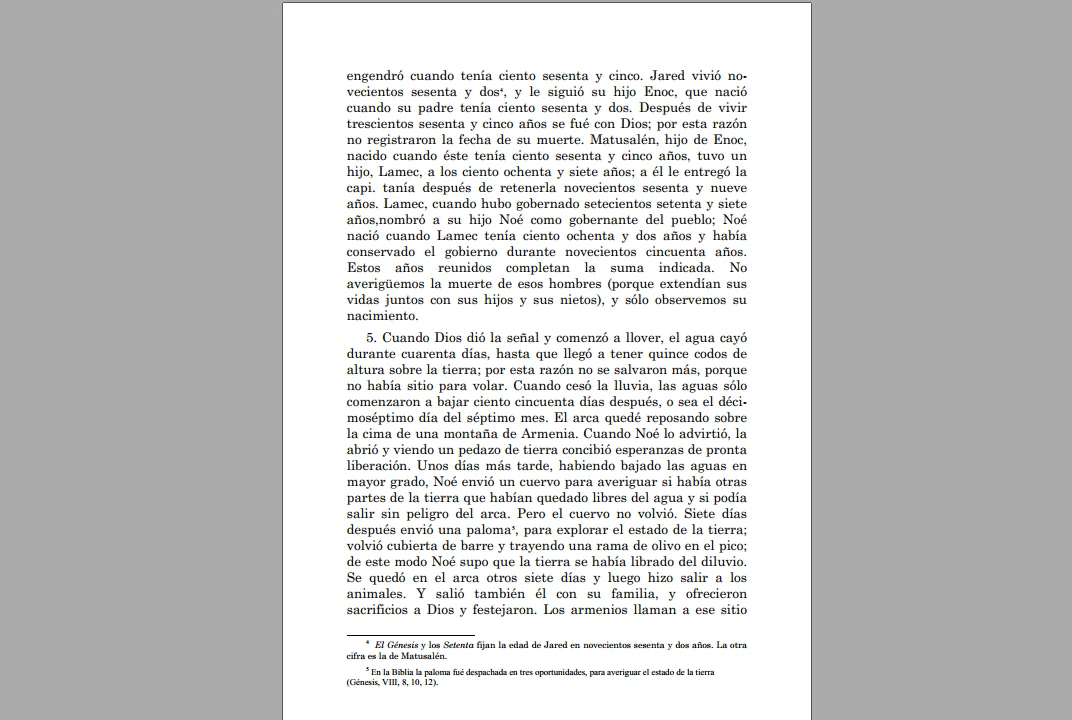 engendró cuando tenía ciento sesenta y cinco. Jared vivió no-
vecientos sesenta y dos⁴, y le siguió su hijo Enoc, que nació
cuando su padre tenía ciento sesenta y dos. Después de vivir
trescientos sesenta y cinco años se fué con Dios; por esta razón
no registraron la fecha de su muerte. Matusalén, hijo de Enoc,
nacido cuando éste tenía ciento sesenta y cinco años, tuvo un
hijo, Lamec, a los ciento ochenta y siete años; a él le entregó la
capi. tanía después de retenerla novecientos sesenta y nueve
años. Lamec, cuando hubo gobernado setecientos setenta y siete
años,nombró a su hijo Noé como gobernante del pueblo; Noé
nació cuando Lamec tenía ciento ochenta y dos años y había
conservado el gobierno durante novecientos cincuenta años.
Estos años reunidos completan la suma indicada. No
averigüemos la muerte de esos hombres (porque extendían sus
vidas juntos con sus hijos y sus nietos), y sólo observemos su
nacimiento.
5. Cuando Dios dió la señal y comenzó a llover, el agua cayó
durante cuarenta días, hasta que llegó a tener quince codos de
altura sobre la tierra; por esta razón no se salvaron más, porque
no había sitio para volar. Cuando cesó la lluvia, las aguas sólo
comenzaron a bajar ciento cincuenta días después, o sea el déci-
moséptimo día del séptimo mes. El arca quedé reposando sobre
la cima de una montaña de Armenia. Cuando Noé lo advirtió, la
abrió y viendo un pedazo de tierra concibió esperanzas de pronta
liberación. Unos días más tarde, habiendo bajado las aguas en
mayor grado, Noé envió un cuervo para averiguar si había otras
partes de la tierra que habían quedado libres del agua y si podía
salir sin peligro del arca. Pero el cuervo no volvió. Siete días
después envió una paloma⁵, para explorar el estado de la tierra;
volvió cubierta de barre y trayendo una rama de olivo en el pico;
de este modo Noé supo que la tierra se había librado del diluvio.
Se quedó en el arca otros siete días y luego hizo salir a los
animales. Y salió también él con su familia, y ofrecieron
sacrificios a Dios y festejaron. Los armenios llaman a ese sitio
⁴ El Génesis y los Setenta fijan la edad de Jared en novecientos sesenta y dos años. La otra
cifra es la de Matusalén.
⁵ En la Biblia la paloma fué despachada en tres oportunidades, para averiguar el estado de la tierra
(Génesis, VIII, 8, 10, 12).